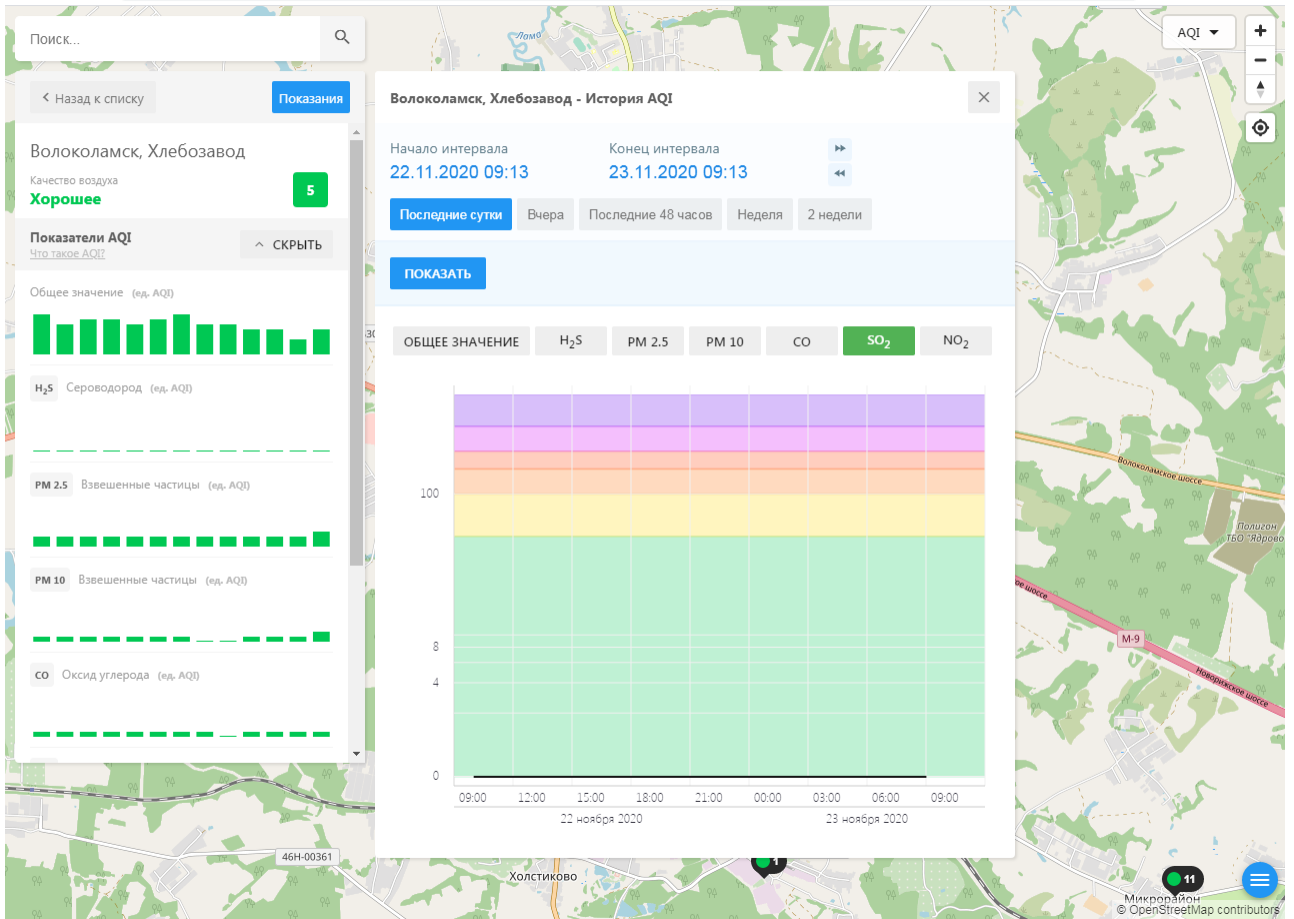 Поиск...
Назад к списку
Показания
Волоколамск, Хлебозавод
Качество воздуха
Хорошее
5
Показатели AQI
Что такое AQI?
СКРЫТЬ
Общее значение (ед. AQI)
H2S Сероводород (ед. AQI)
PM 2.5 Взвешенные частицы (ед. AQI)
PM 10 Взвешенные частицы (ед. AQI)
CO Оксид углерода (ед. AQI)
Волоколамск, Хлебозавод - История AQI
Начало интервала
22.11.2020 09:13
Конец интервала
23.11.2020 09:13
Последние сутки
Вчера
Последние 48 часов
Неделя
2 недели
ПОКАЗАТЬ
ОБЩЕЕ ЗНАЧЕНИЕ
H2S
PM 2.5
PM 10
CO
SO2
NO2
100
8
4
0
09:00 12:00 15:00 18:00 21:00 00:00 03:00 06:00 09:00
22 ноября 2020 23 ноября 2020
AQI
Ломо
Волоколамское шоссе
Полигон
ТБО "Ядрово
М-9
Новорижское шоссе
46Н-00361
Холстиково
1
11
Микрорайон
© OpenStreetMap contributors